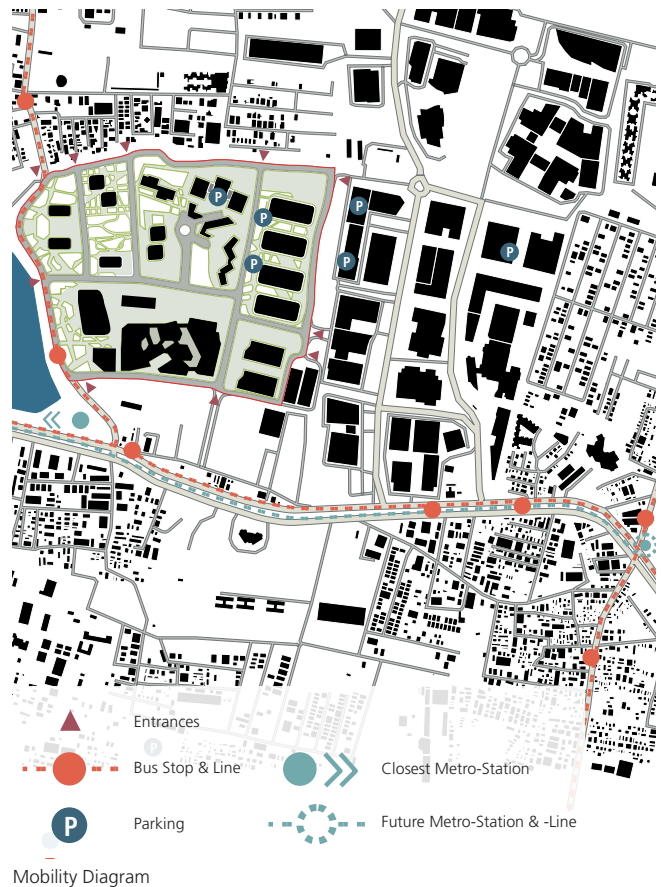 P
P
P
P
P
P
Entrances
P
Bus Stop & Line
Closest Metro-Station
P
Parking
Future Metro-Station & -Line
Mobility Diagram